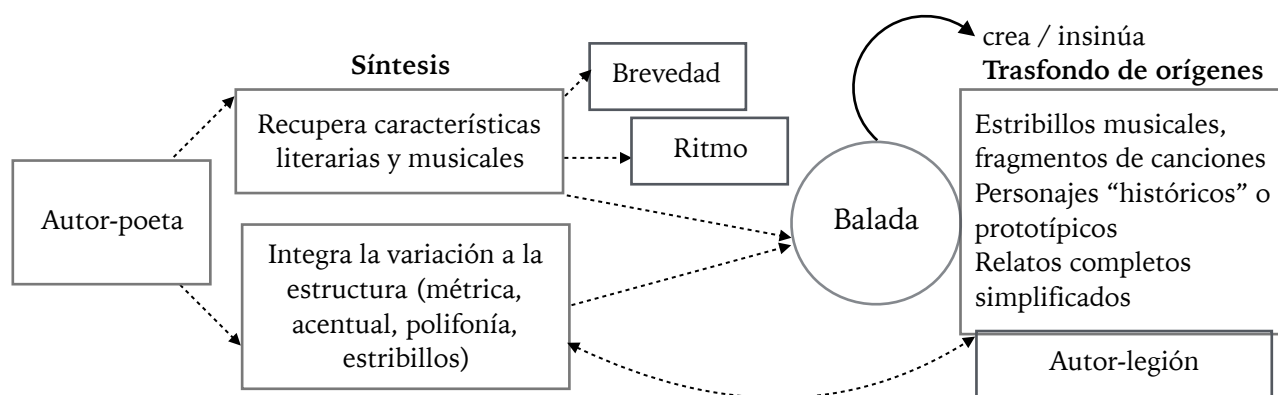 Síntesis
Autor-poeta
Recupera características
literarias y musicales
Brevedad
Ritmo
Integra la variación a la
estructura (métrica,
acentual, polifonía,
estribillos)
Balada
crea / insinúa
Trasfondo de orígenes
Estribillos musicales,
fragmentos de canciones
Personajes “históricos” o
prototípicos
Relatos completos
simplificados
Autor-legión